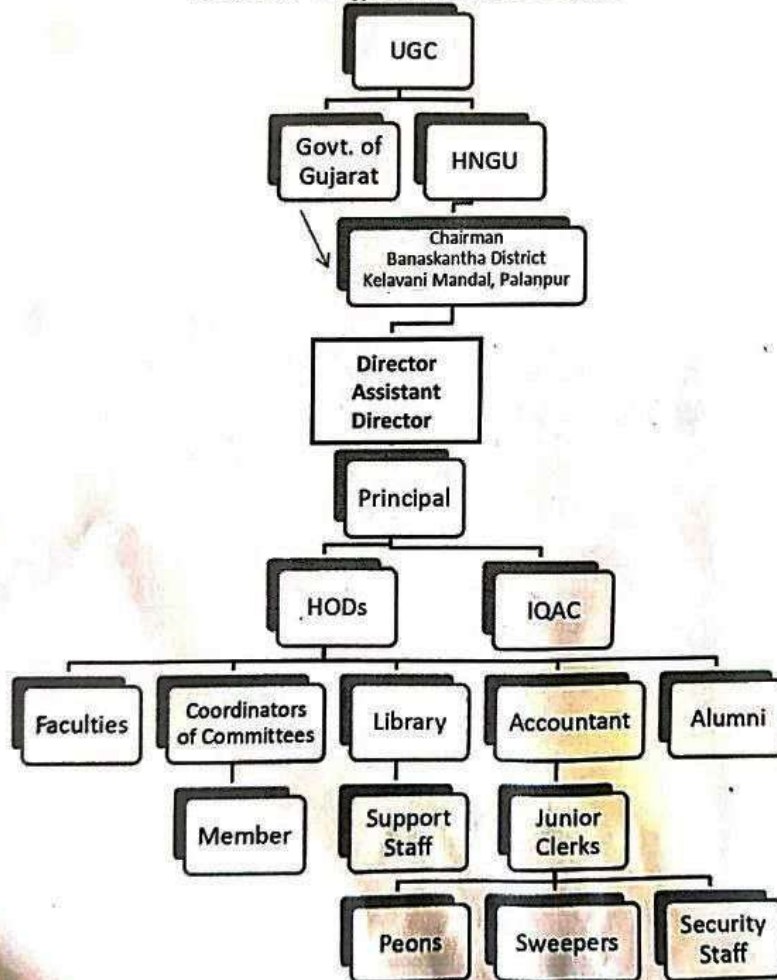 UGC
Govt. of
Gujarat
HNGU
Chairman
Banaskantha District
Kelavani Mandal, Palanpur
Director
Assistant
Director
Principal
HODs
IQAC
Faculties
Coordinators
of Committees
Library
Accountant
Alumni
Member
Support
Staff
Junior
Clerks
Peons
Sweepers
Security
Staff